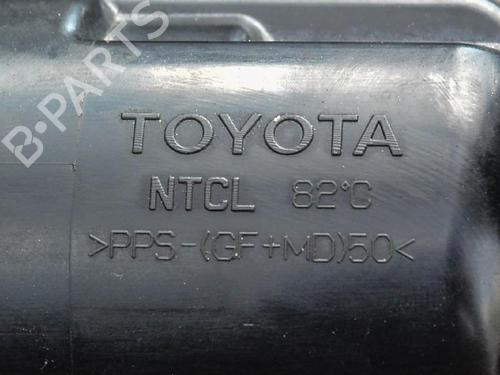 B-PARTS
TOYOTA
NTCL 82°C
>PPS-(GF+MD)50<